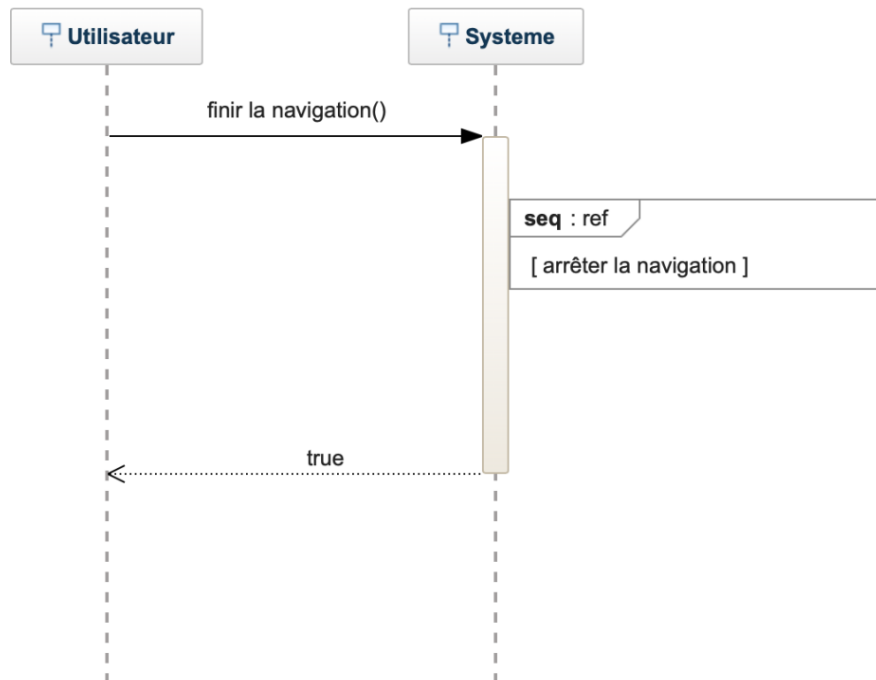 Utilisateur
Systeme
finir la navigation()
seq : ref
[ arrêter la navigation ]
true